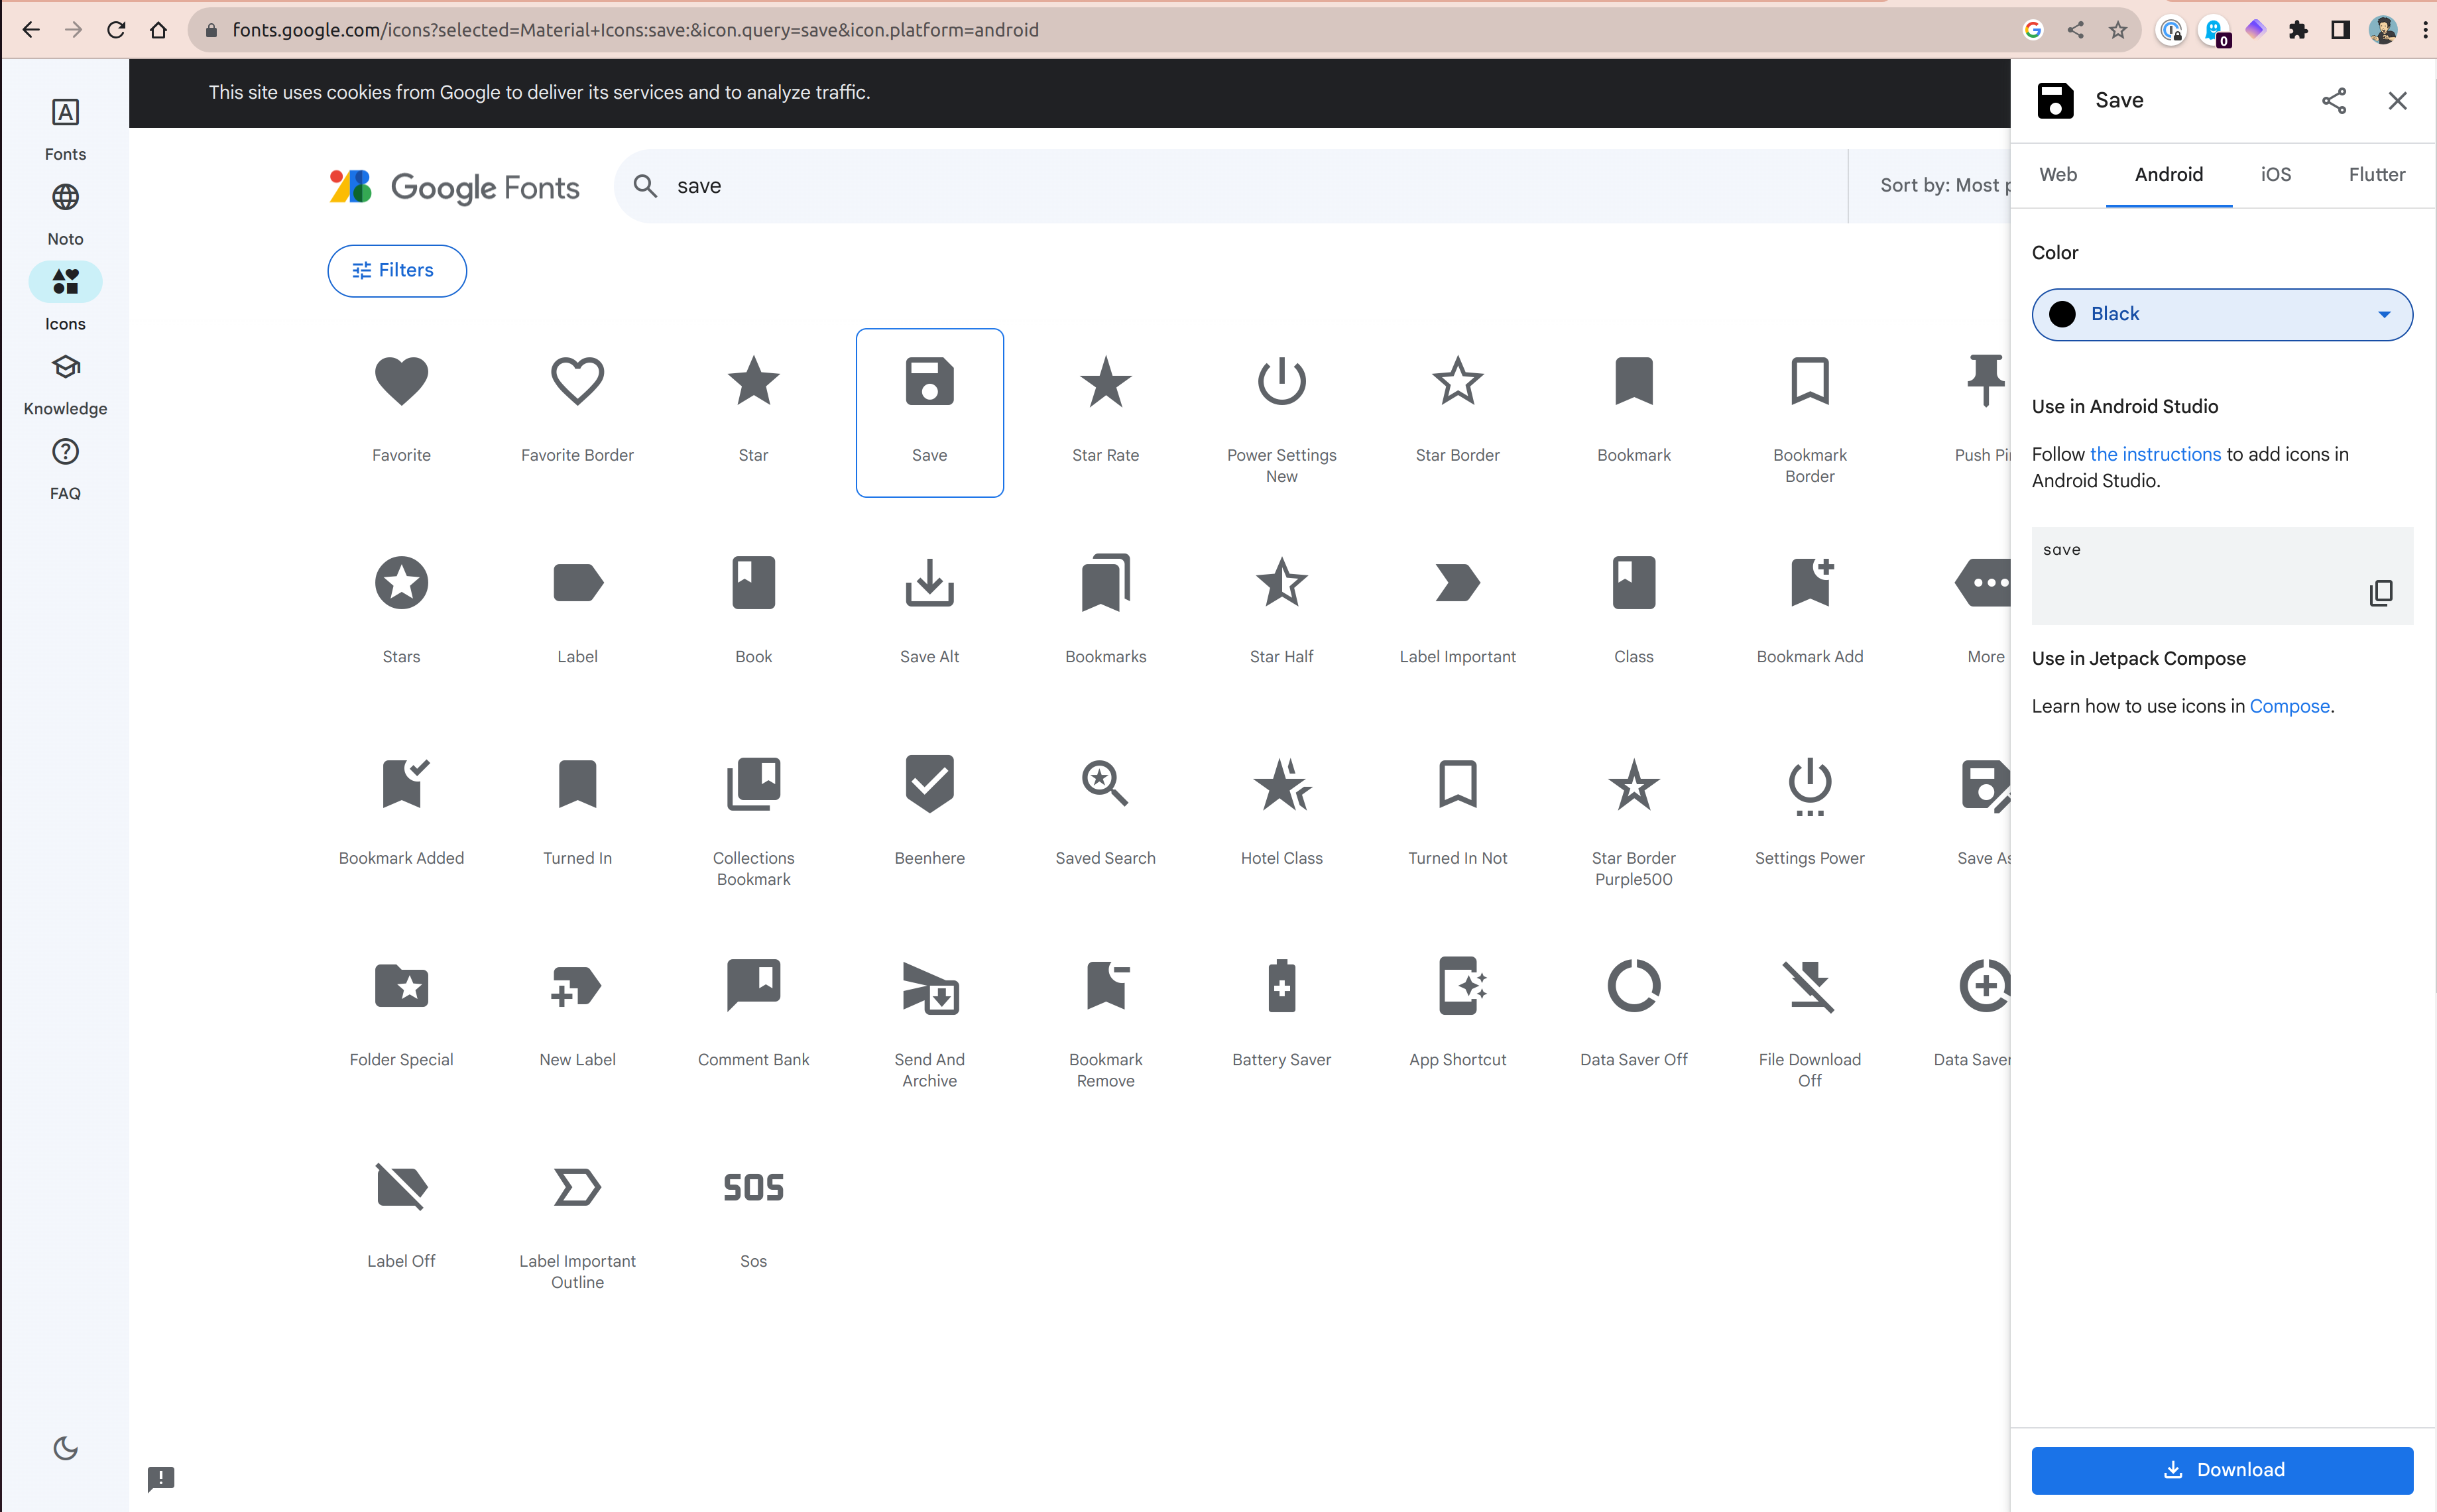 fonts.google.com/icons?selected=Material+Icons:save:&icon.query=save&icon.platform=android
0
This site uses cookies from Google to deliver its services and to analyze traffic.
Fonts
Noto
Icons
Knowledge
FAQ
Google Fonts
save
Sort by: Most p
Filters
Favorite
Favorite Border
Star
Save
Star Rate
Power Settings
New
Star Border
Bookmark
Bookmark
Border
Push Pi
Stars
Label
Book
Save Alt
Bookmarks
Star Half
Label Important
Class
Bookmark Add
More
Bookmark Added
Turned In
Collections
Bookmark
Beenhere
Saved Search
Hotel Class
Turned In Not
Star Border
Purple500
Settings Power
Save As
Folder Special
New Label
Comment Bank
Send And
Archive
Bookmark
Remove
Battery Saver
App Shortcut
Data Saver Off
File Download
Off
Data Saver
Label Off
Label Important
Outline
SOS
Sos
Save
Web
Android
iOS
Flutter
Color
Black
Use in Android Studio
Follow the instructions to add icons in
Android Studio.
save
Use in Jetpack Compose
Learn how to use icons in Compose.
Download